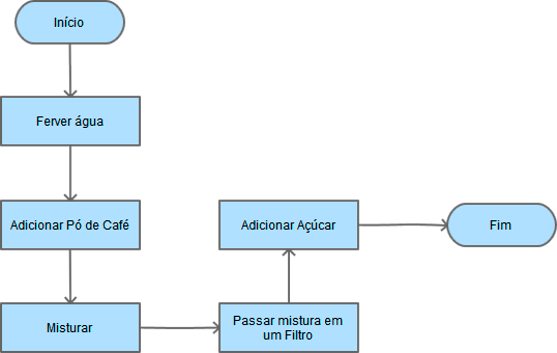 Início
Ferver água
Adicionar Pó de Café
Misturar
Passar mistura em
um Filtro
Adicionar Açúcar
Fim